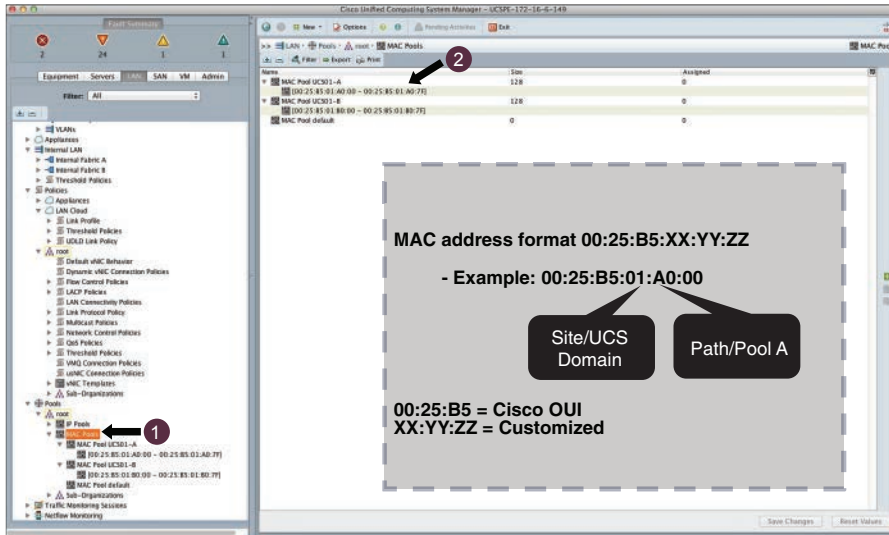 Cisco Unified Computing System Manager - UCSPE-172-16-6-149
Fault Summary
2 24 1 1
New Options Pending Activities Exit
>> LAN Pools root MAC Pools
MAC Poo
Equipment Servers LAN SAN VM Admin
Filter: All
Filter Export Print
2
Name Size Assigned
MAC Pool UCS01-A 128 0
[00:25:B5:01:A0:00 - 00:25:B5:01:A0:7F]
MAC Pool UCS01-B 128 0
[00:25:B5:01:B0:00 - 00:25:B5:01:B0:7F]
MAC Pool default 0 0
VLANs
Appliances
Internal LAN
Internal Fabric A
Internal Fabric B
Threshold Policies
Policies
Appliances
LAN Cloud
Link Profile
Threshold Policies
UDLD Link Policy
root
Default vNIC Behavior
Dynamic vNIC Connection Policies
Flow Control Policies
LACP Policies
LAN Connectivity Policies
Link Protocol Policy
Multicast Policies
Network Control Policies
QoS Policies
Threshold Policies
VMQ Connection Policies
usNIC Connection Policies
vNIC Templates
Sub-Organizations
Pools
root
IP Pools
MAC Pools
1
MAC Pool UCS01-A
[00:25:B5:01:A0:00 - 00:25:B5:01:A0:7F]
MAC Pool UCS01-B
[00:25:B5:01:B0:00 - 00:25:B5:01:B0:7F]
MAC Pool default
Sub-Organizations
Traffic Monitoring Sessions
Netflow Monitoring
MAC address format 00:25:B5:XX:YY:ZZ
- Example: 00:25:B5:01:A0:00
Site/UCS
Domain
Path/Pool A
00:25:B5 = Cisco OUI
XX:YY:ZZ = Customized
Save Changes Reset Values